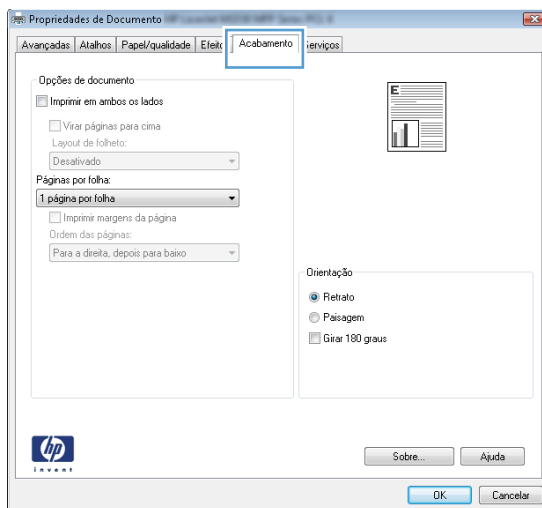 Propriedades de Documento
Avançadas Atalhos Papel/qualidade Acabamento Serviços
Opções de documento
Imprimir em ambos os lados
Virar páginas para cima
Layout de folheto:
Desativado
Páginas por folha:
1 página por folha
Imprimir margens da página
Ordem das páginas:
Para a direita, depois para baixo
E
Orientação
Retrato
Paisagem
Girar 180 graus
hp
invent
Sobre... Ajuda
OK Cancelar